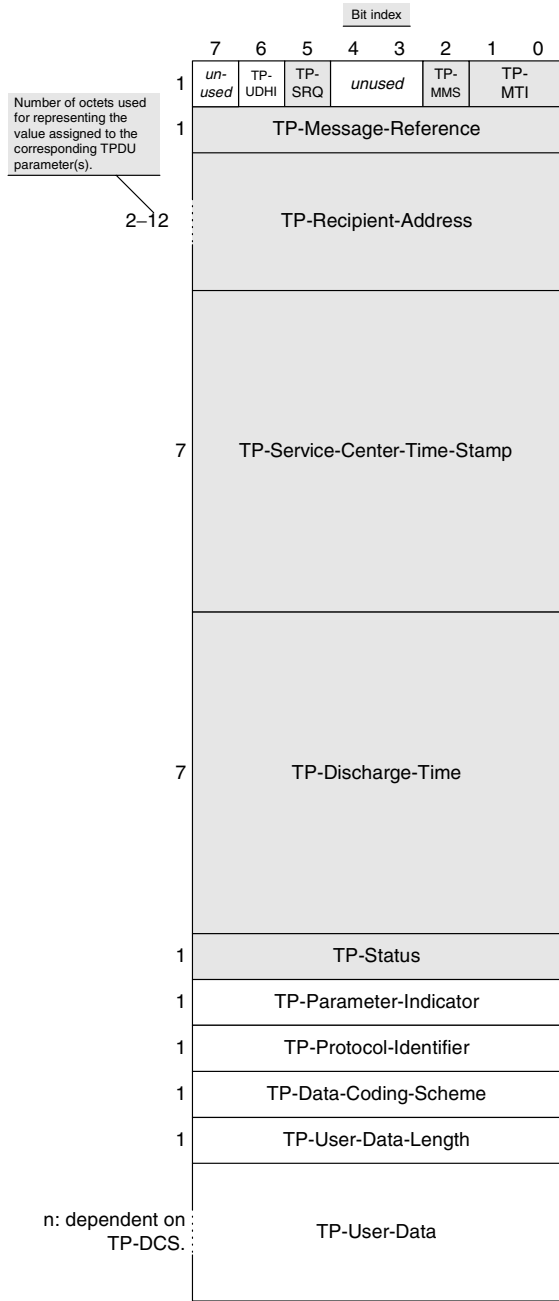 Bit index
7 6 5 4 3 2 1 0
1
un-
used
TP-
UDHI
TP-
SRQ
unused
TP-
MMS
TP-
MTI
Number of octets used
for representing the
value assigned to the
corresponding TPDU
parameter(s).
1 TP-Message-Reference
2–12 TP-Recipient-Address
7 TP-Service-Center-Time-Stamp
7 TP-Discharge-Time
1 TP-Status
1 TP-Parameter-Indicator
1 TP-Protocol-Identifier
1 TP-Data-Coding-Scheme
1 TP-User-Data-Length
n: dependent on
TP-DCS.
TP-User-Data